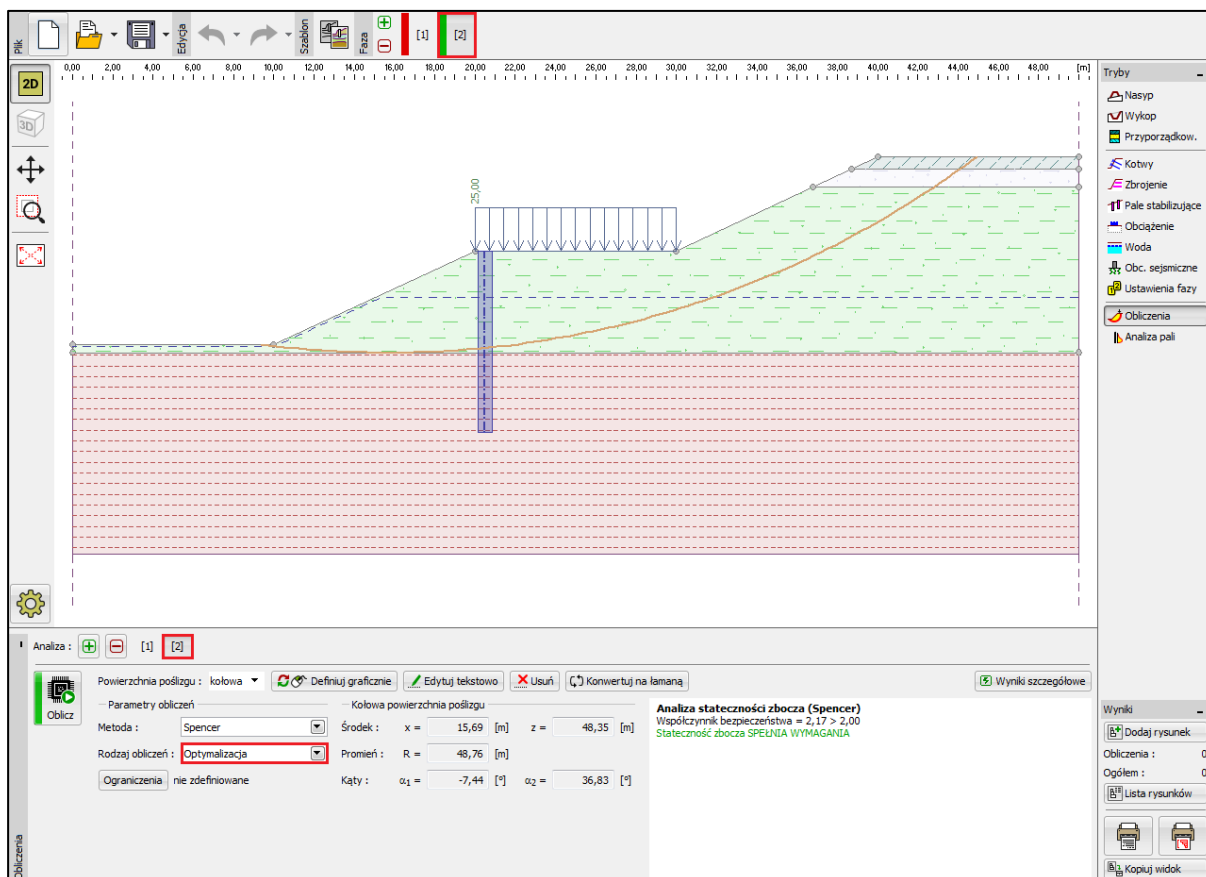 Plik
Edycja
Szablon
Faza
[1]
[2]
2D
3D
0,00 2,00 4,00 6,00 8,00 10,00 12,00 14,00 16,00 18,00 20,00 22,00 24,00 26,00 28,00 30,00 32,00 34,00 36,00 38,00 40,00 42,00 44,00 46,00 48,00 [m]
25,00
Tryby
Nasyp
Wykop
Przyporządkow.
Kotwy
Zbrojenie
Pale stabilizujące
Obciążenie
Woda
Obc. sejsmiczne
Ustawienia fazy
Obliczenia
Analiza pali
Analiza : [1] [2]
Oblicz
Powierzchnia poślizgu : kołowa Definiuj graficznie Edytuj tekstowo Usuń Konwertuj na łamaną Wyniki szczegółowe
Parametry obliczeń
Metoda : Spencer
Rodzaj obliczeń : Optymalizacja
Ograniczenia nie zdefiniowane
Kołowa powierzchnia poślizgu
Środek : x = 15,69 [m] z = 48,35 [m]
Promień : R = 48,76 [m]
Kąty : α1 = -7,44 [°] α2 = 36,83 [°]
Analiza stateczności zbocza (Spencer)
Współczynnik bezpieczeństwa = 2,17 > 2,00
Stateczność zbocza SPEŁNIA WYMAGANIA
Obliczenia
Wyniki
Dodaj rysunek
Obliczenia : 0
Ogółem : 0
Lista rysunków
Kopiuj widok